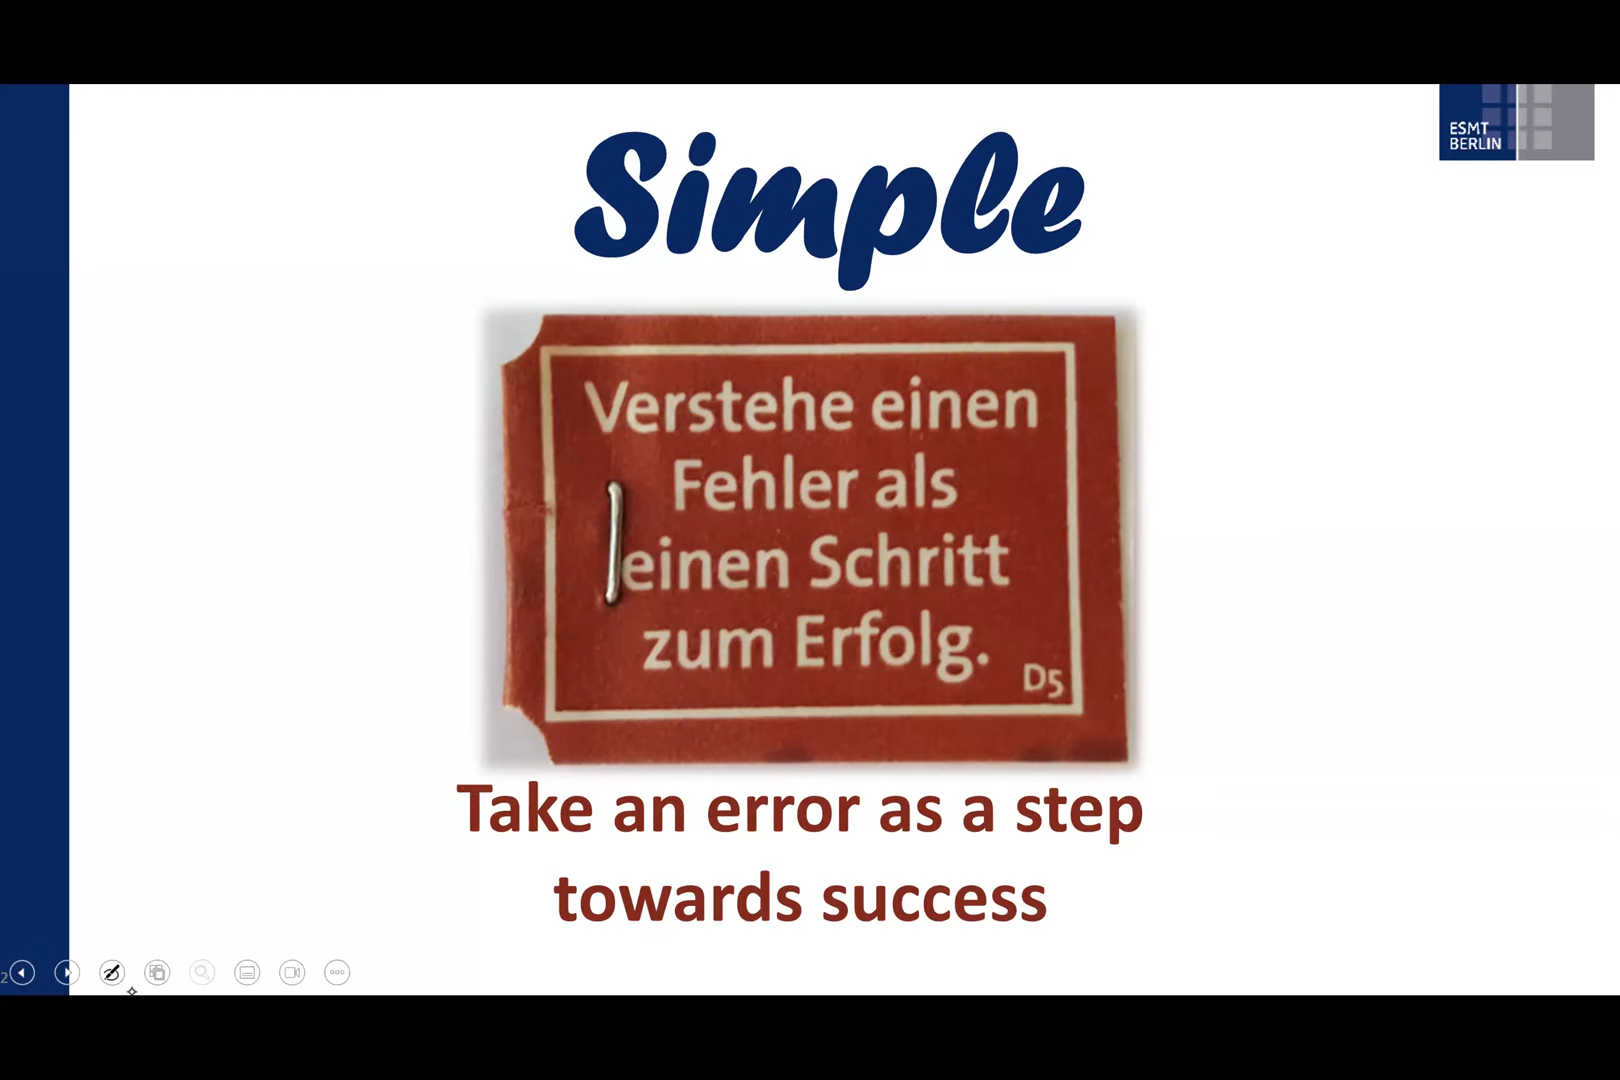 ESMT
BERLIN
Simple
Verstehe einen
Fehler als
einen Schritt
zum Erfolg.
D5
Take an error as a step
towards success
2